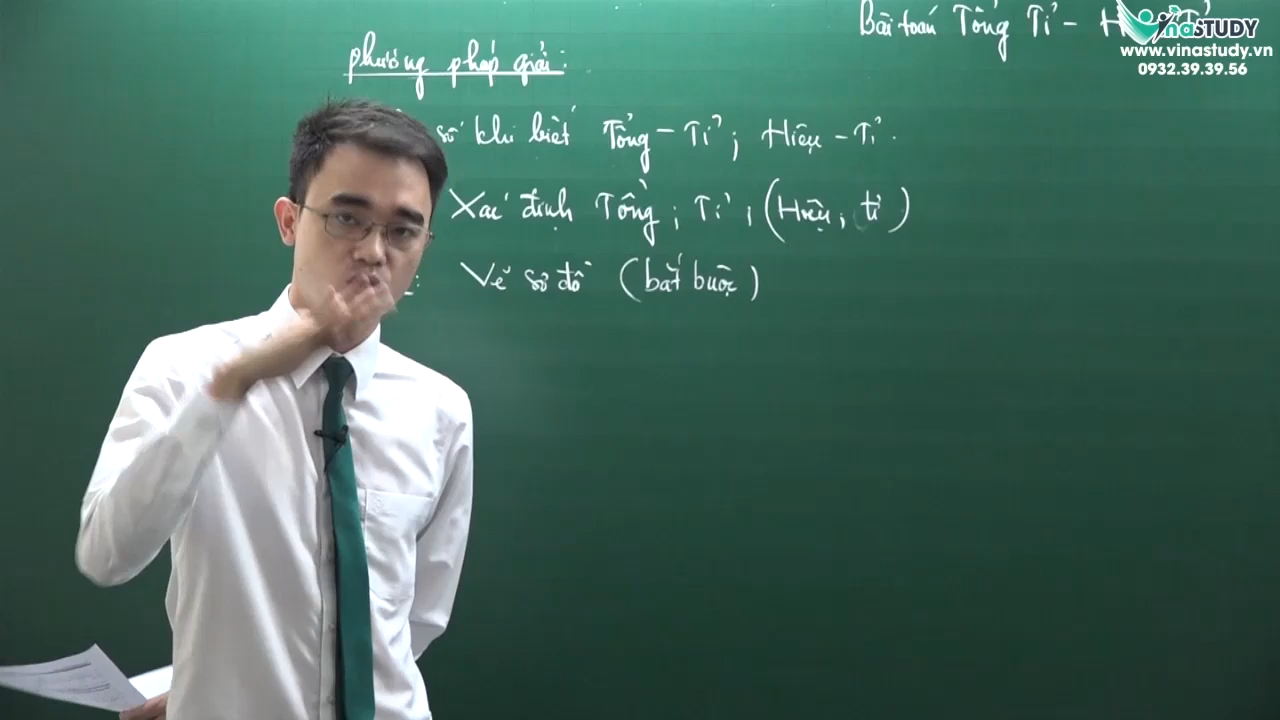 Bài toán Tổng Tỉ - H
VinaSTUDY
www.vinastudy.vn
0932.39.39.56
phương pháp giải:
số khi biết Tổng - Tỉ; Hiệu - Tỉ.
Xác định Tổng; Tỉ; (Hiệu, tỉ)
: Vẽ sơ đồ (bắt buộc)